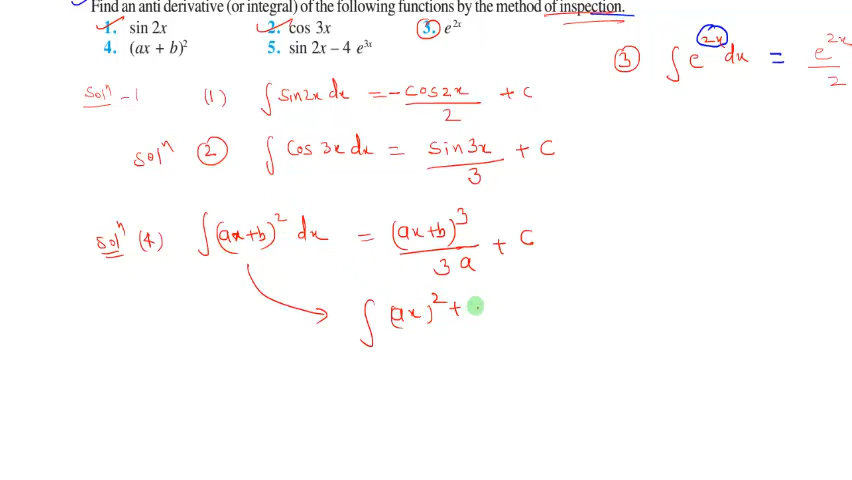 Find an anti derivative (or integral) of the following functions by the method of inspection.
1. sin 2x 2. cos 3x 3. e^{2x}
4. (ax + b)² 5. sin 2x – 4 e^{3x}
③ ∫ e^{2x} dx = e^{2x}/2
Solⁿ - 1 (1) ∫ sin2x dx = -cos2x/2 + c
Solⁿ ② ∫ cos 3x dx = sin3x/3 + C
Solⁿ (4) ∫(ax+b)² dx = (ax+b)³/3a + C
∫ (ax)² +